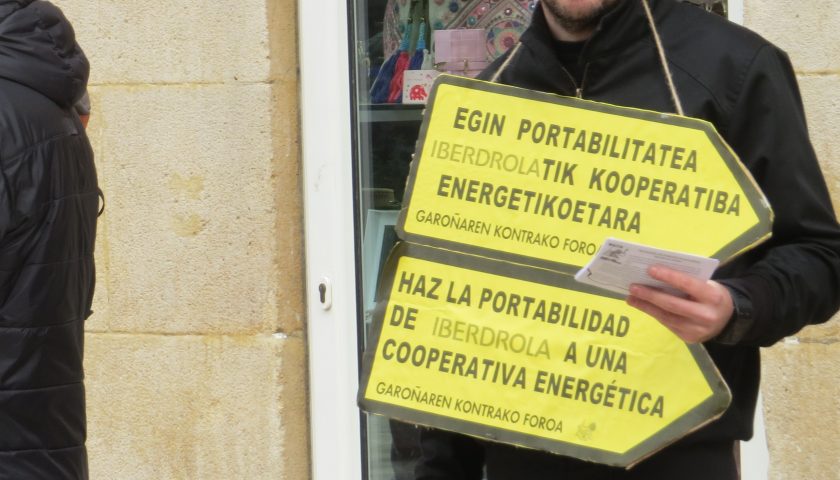 EGIN PORTABILITATEA
IBERDROLATIK KOOPERATIBA
ENERGETIKOETARA
GAROÑAREN KONTRAKO FOROA
HAZ LA PORTABILIDAD
DE IBERDROLA A UNA
COOPERATIVA ENERGÉTICA
GAROÑAREN KONTRAKO FOROA